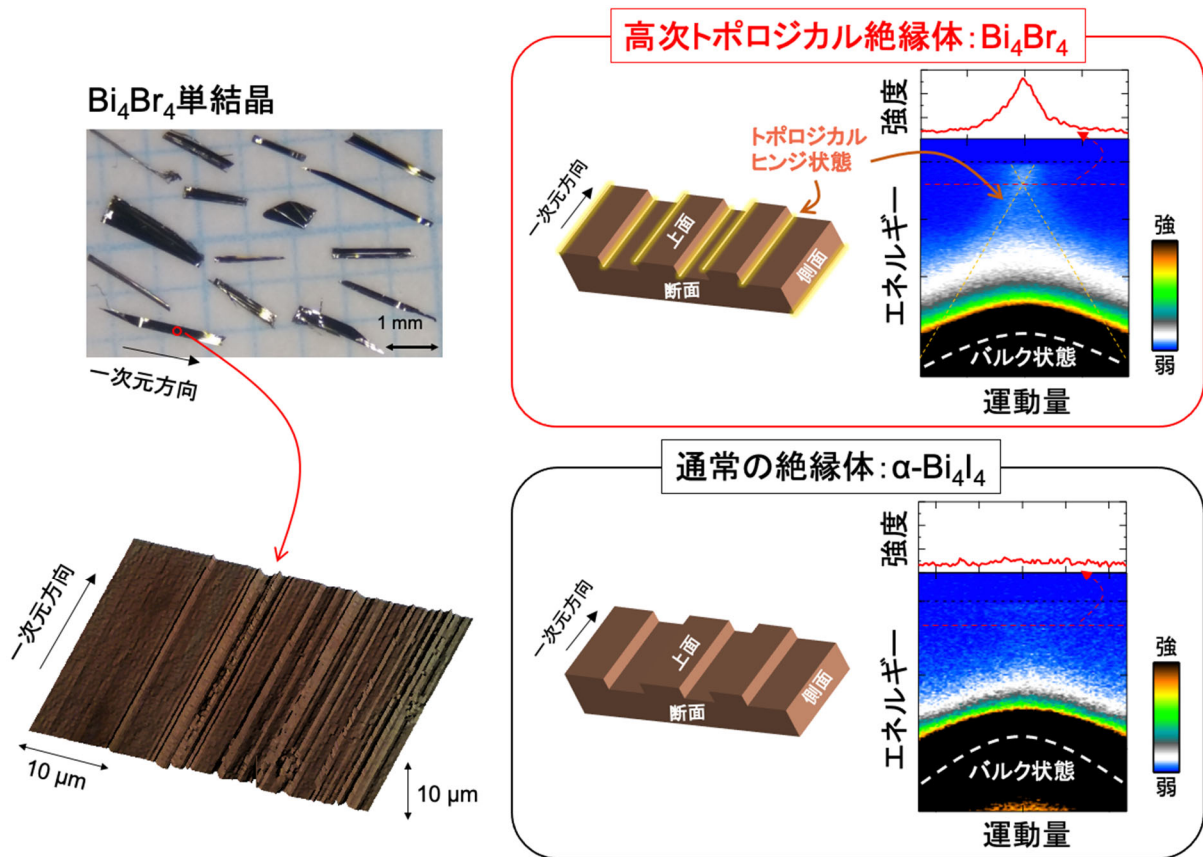 Bi₄Br₄単結晶
1 mm
一次元方向
一次元方向
10 μm
10 μm
高次トポロジカル絶縁体：Bi₄Br₄
トポロジカル
ヒンジ状態
一次元方向
上面
側面
断面
強度
エネルギー
バルク状態
運動量
強
弱
通常の絶縁体：α-Bi₄I₄
一次元方向
上面
側面
断面
強度
エネルギー
バルク状態
運動量
強
弱